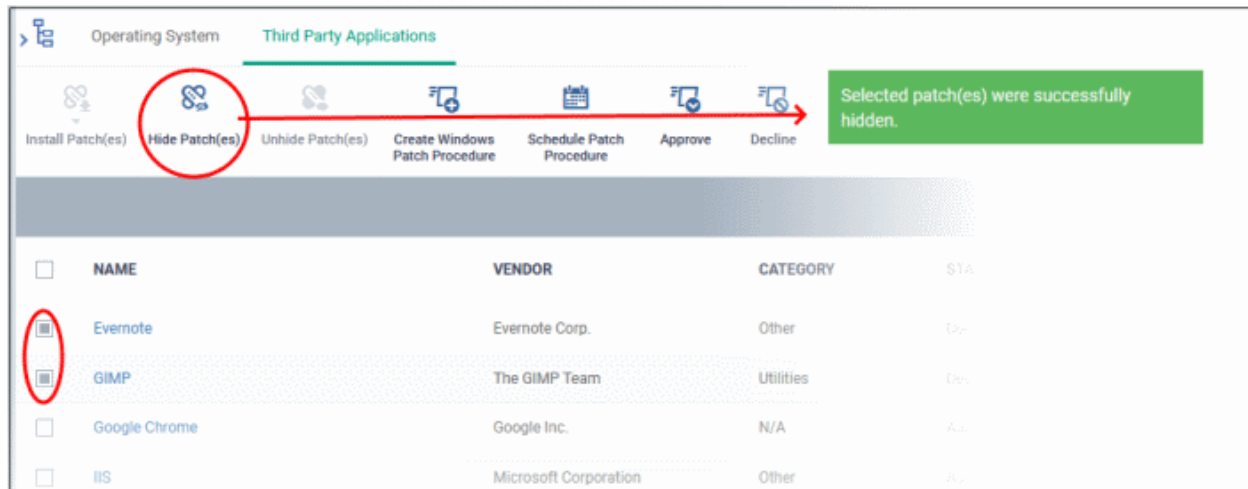 Operating System Third Party Applications
Install Patch(es) Hide Patch(es) Unhide Patch(es) Create Windows Patch Procedure Schedule Patch Procedure Approve Decline
Selected patch(es) were successfully
hidden.
NAME VENDOR CATEGORY STA
Evernote Evernote Corp. Other
GIMP The GIMP Team Utilities
Google Chrome Google Inc. N/A
IIS Microsoft Corporation Other